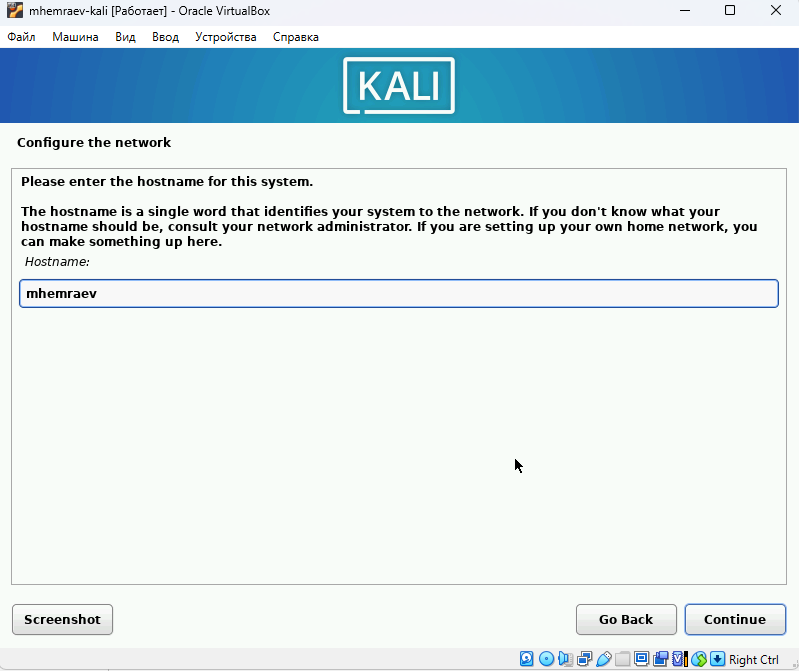 mhemraev-kali [Работает] - Oracle VirtualBox
Файл Машина Вид Ввод Устройства Справка
KALI
Configure the network
Please enter the hostname for this system.
The hostname is a single word that identifies your system to the network. If you don't know what your
hostname should be, consult your network administrator. If you are setting up your own home network, you
can make something up here.
Hostname:
mhemraev
Screenshot Go Back Continue
Right Ctrl